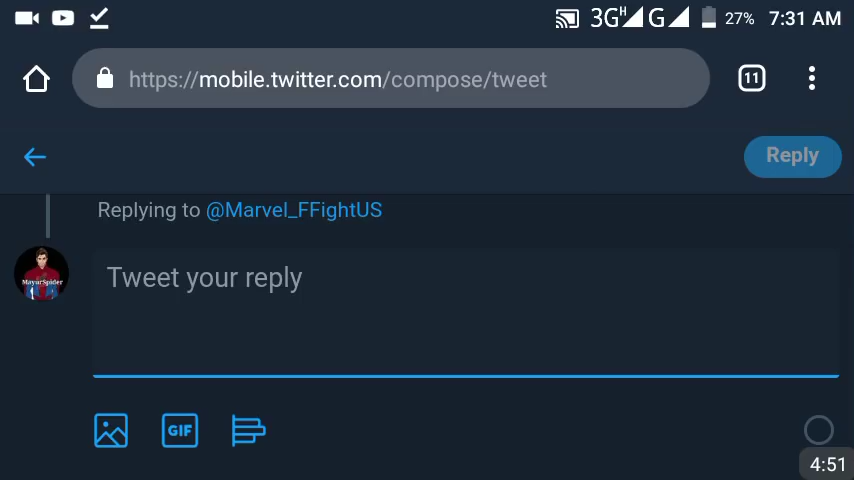 3G H G 27% 7:31 AM
https://mobile.twitter.com/compose/tweet 11
Reply
Replying to @Marvel_FFightUS
MayurSpider
Tweet your reply
GIF
4:51